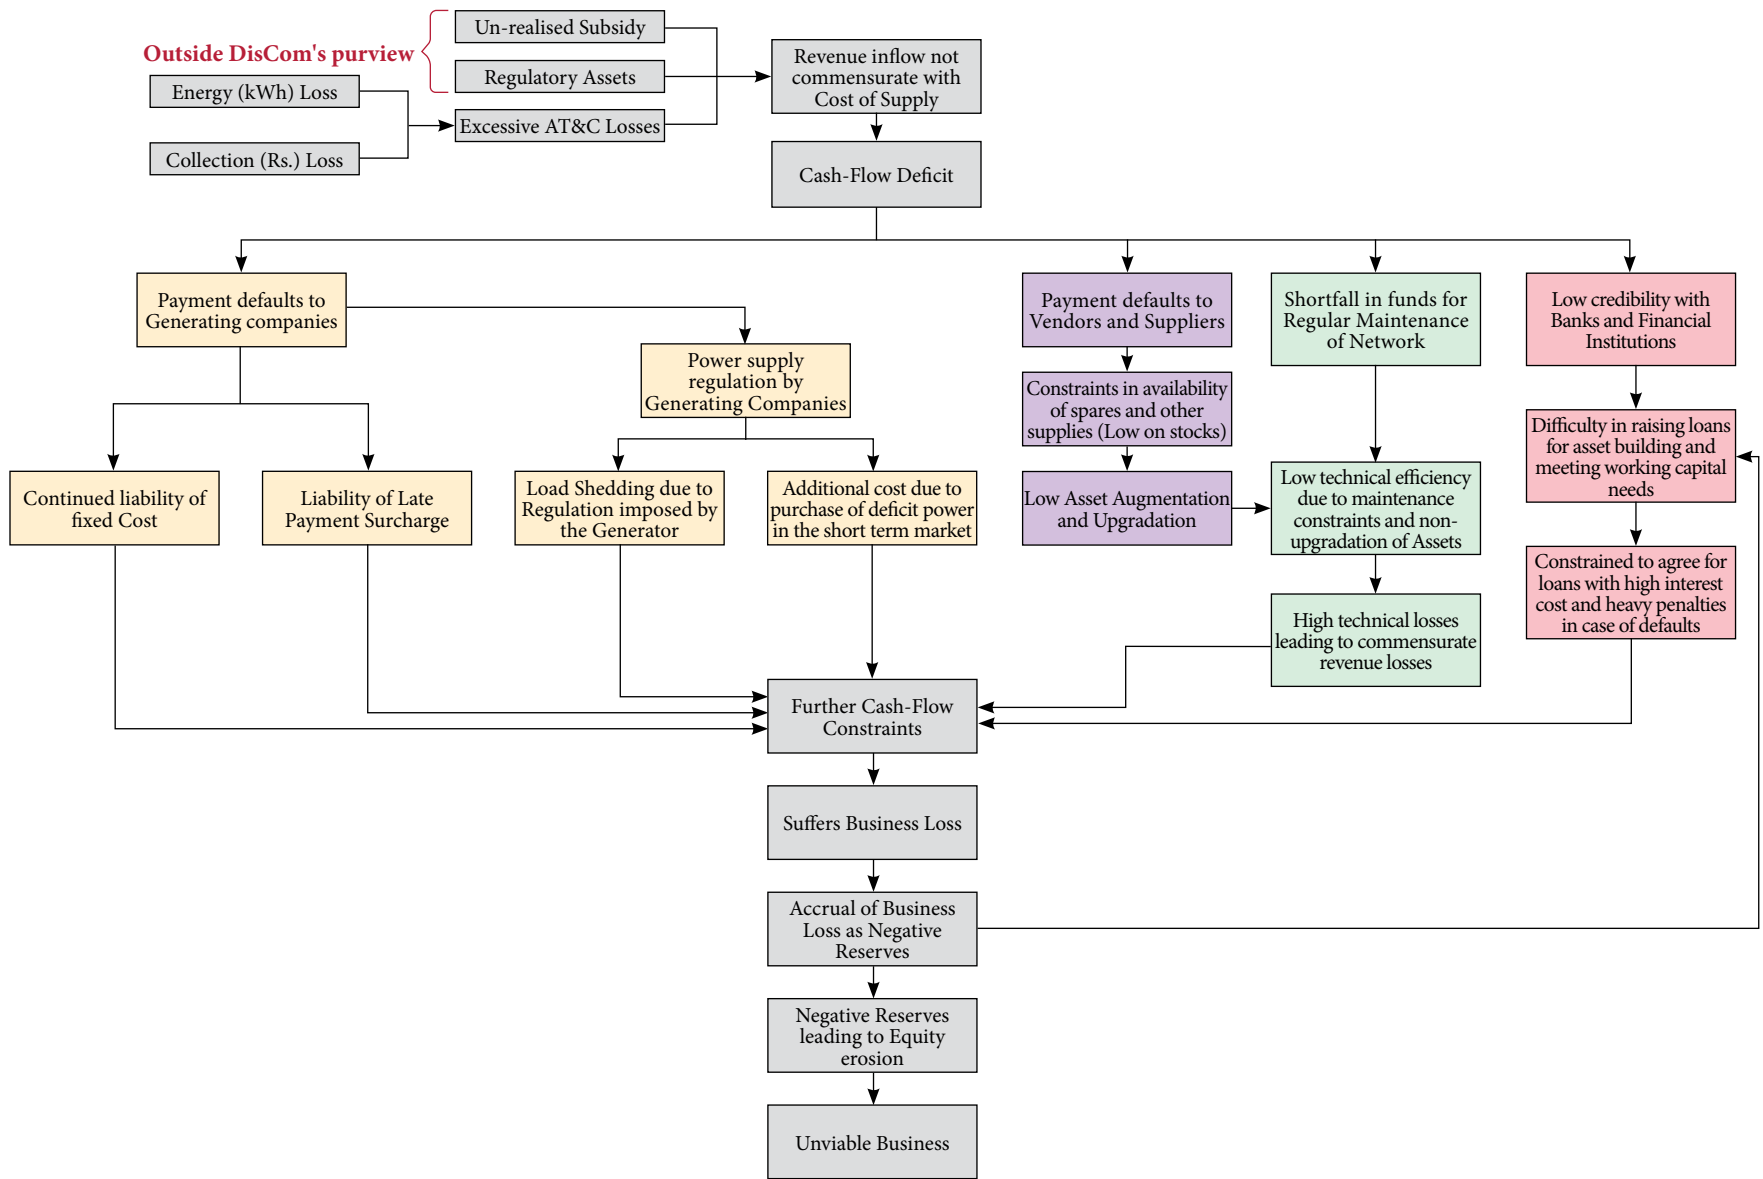 Un-realised Subsidy
Outside DisCom's purview
Regulatory Assets
Energy (kWh) Loss
Excessive AT&C Losses
Collection (Rs.) Loss
Revenue inflow not
commensurate with
Cost of Supply
Cash-Flow Deficit
Payment defaults to
Generating companies
Power supply
regulation by
Generating Companies
Continued liability of
fixed Cost
Liability of Late
Payment Surcharge
Load Shedding due to
Regulation imposed by
the Generator
Additional cost due to
purchase of deficit power
in the short term market
Payment defaults to
Vendors and Suppliers
Constraints in availability
of spares and other
supplies (Low on stocks)
Low Asset Augmentation
and Upgradation
Shortfall in funds for
Regular Maintenance
of Network
Low technical efficiency
due to maintenance
constraints and non-
upgradation of Assets
High technical losses
leading to commensurate
revenue losses
Low credibility with
Banks and Financial
Institutions
Difficulty in raising loans
for asset building and
meeting working capital
needs
Constrained to agree for
loans with high interest
cost and heavy penalties
in case of defaults
Further Cash-Flow
Constraints
Suffers Business Loss
Accrual of Business
Loss as Negative
Reserves
Negative Reserves
leading to Equity
erosion
Unviable Business